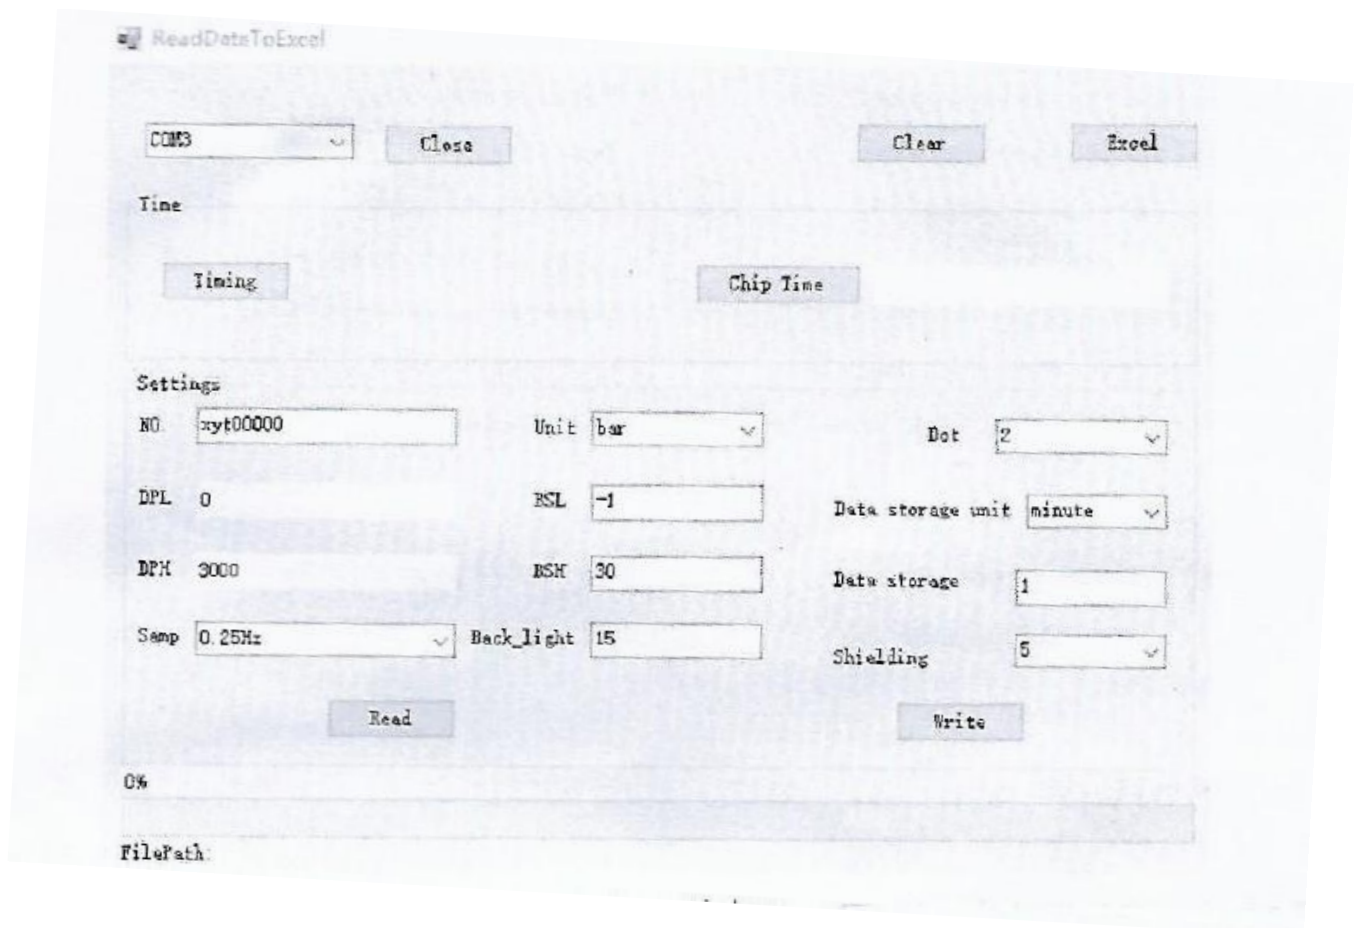 ReadDataToExcel
COM3 Close Clear Excel
Time
Timing Chip Time
Settings
NO. xyt00000 Unit bar Dot 2
DPL 0 BSL -1 Data storage unit minute
DPH 3000 BSH 30 Data storage 1
Samp 0.25Hz Back_light 15 Shielding 5
Read Write
0%
FilePath: